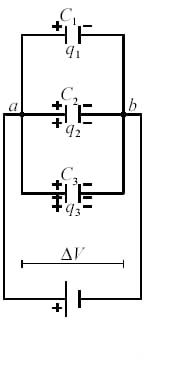 C₁
+ −
q₁
a
C₂
+ −
b
+ −
q₂
C₃
+ −
+ −
+ −
q₃
ΔV
+